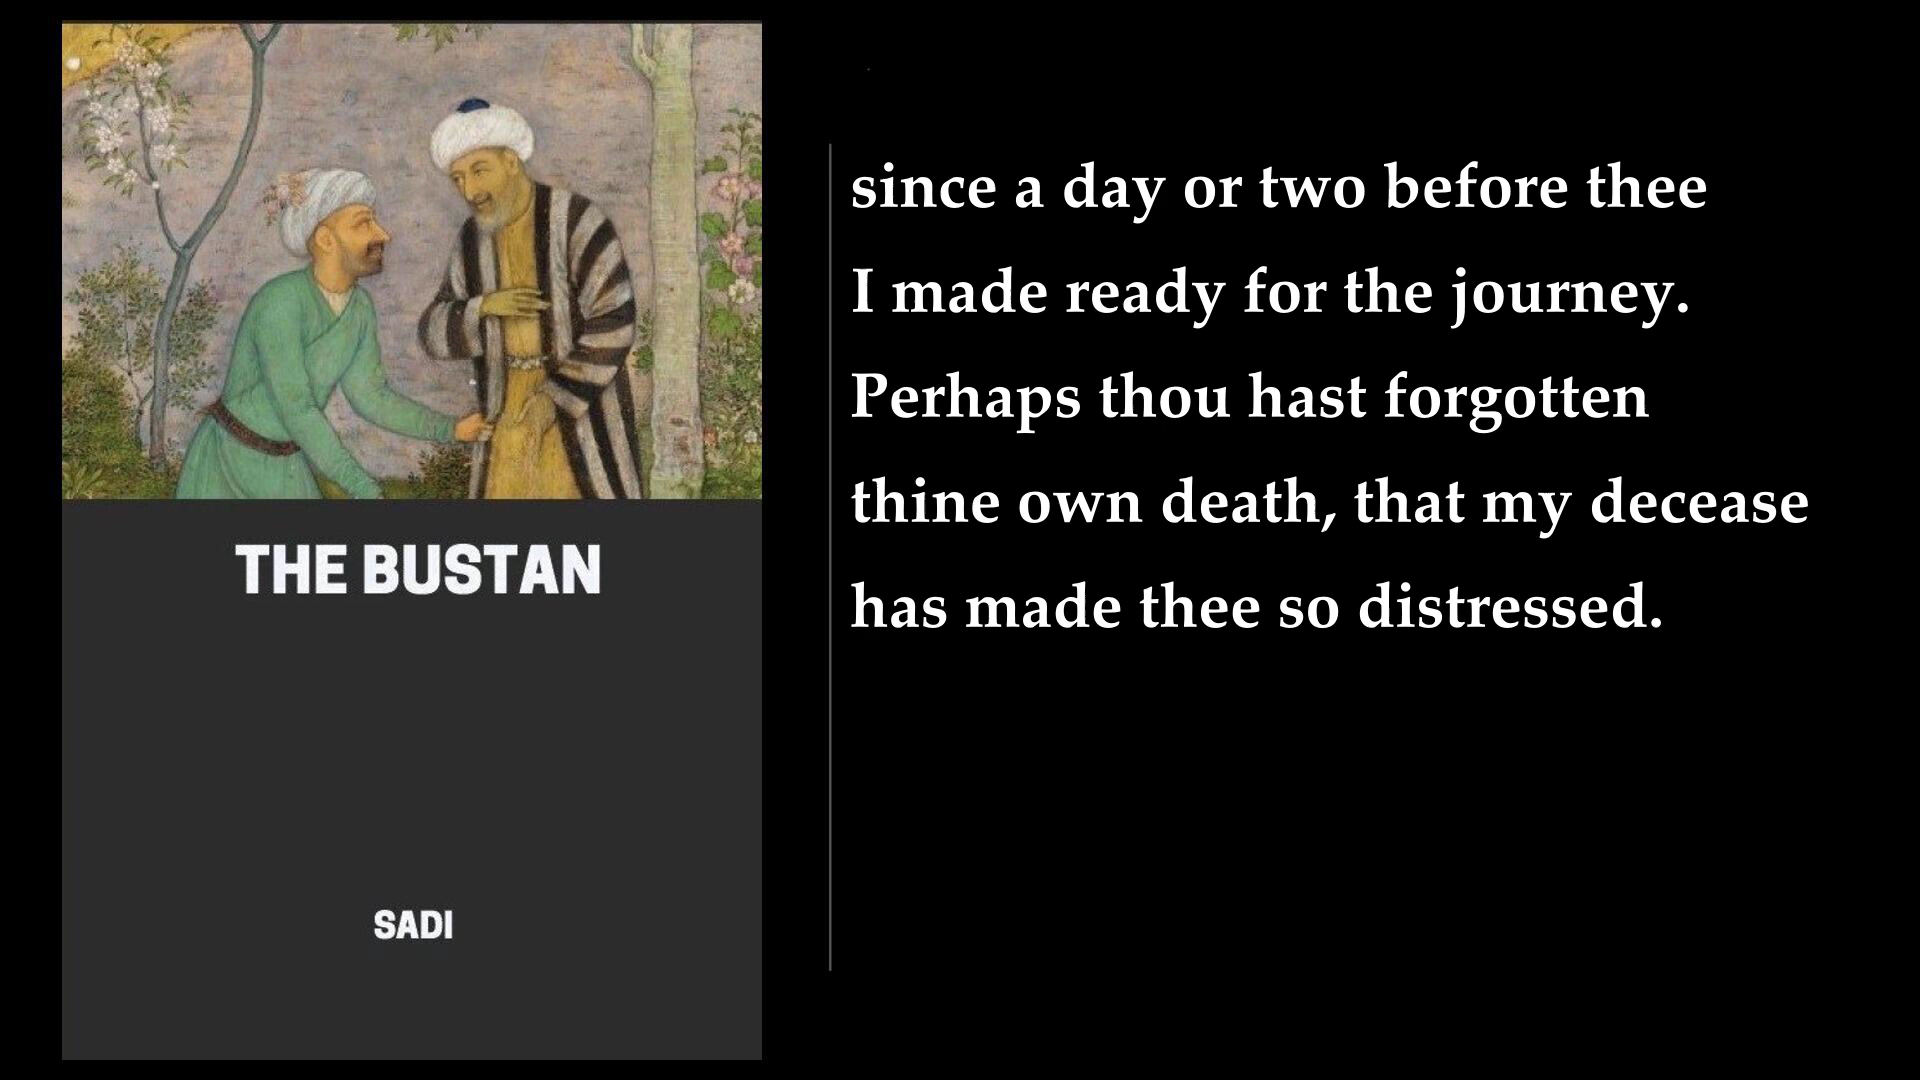 THE BUSTAN
SADI
since a day or two before thee
I made ready for the journey.
Perhaps thou hast forgotten
thine own death, that my decease
has made thee so distressed.